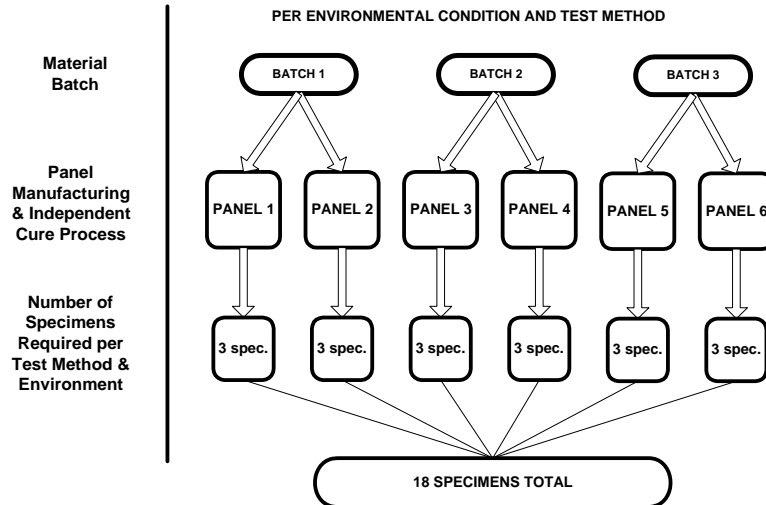 PER ENVIRONMENTAL CONDITION AND TEST METHOD
Material
Batch
BATCH 1
BATCH 2
BATCH 3
Panel
Manufacturing
& Independent
Cure Process
PANEL 1
PANEL 2
PANEL 3
PANEL 4
PANEL 5
PANEL 6
Number of
Specimens
Required per
Test Method &
Environment
3 spec.
3 spec.
3 spec.
3 spec.
3 spec.
3 spec.
18 SPECIMENS TOTAL